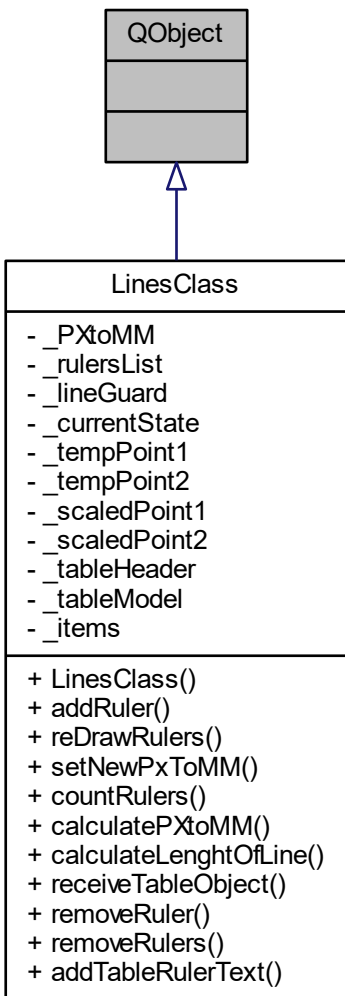 QObject
LinesClass
- _PXtoMM
- _rulersList
- _lineGuard
- _currentState
- _tempPoint1
- _tempPoint2
- _scaledPoint1
- _scaledPoint2
- _tableHeader
- _tableModel
- _items
+ LinesClass()
+ addRuler()
+ reDrawRulers()
+ setNewPxToMM()
+ countRulers()
+ calculatePXtoMM()
+ calculateLenghtOfLine()
+ receiveTableObject()
+ removeRuler()
+ removeRulers()
+ addTableRulerText()